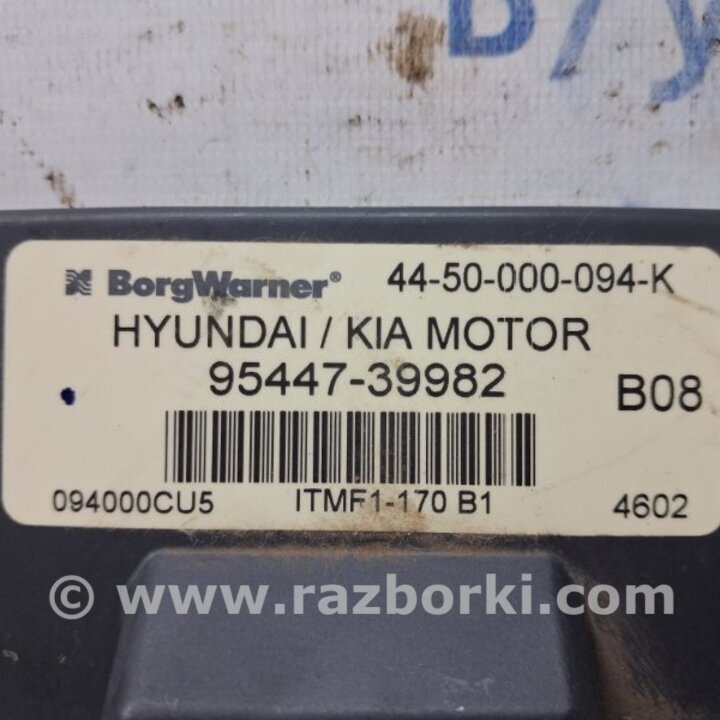 В/у
BorgWarner® 44-50-000-094-K
HYUNDAI / KIA MOTOR
95447-39982
B08
094000CU5 ITMF1-170 B1 4602
© www.razborki.com